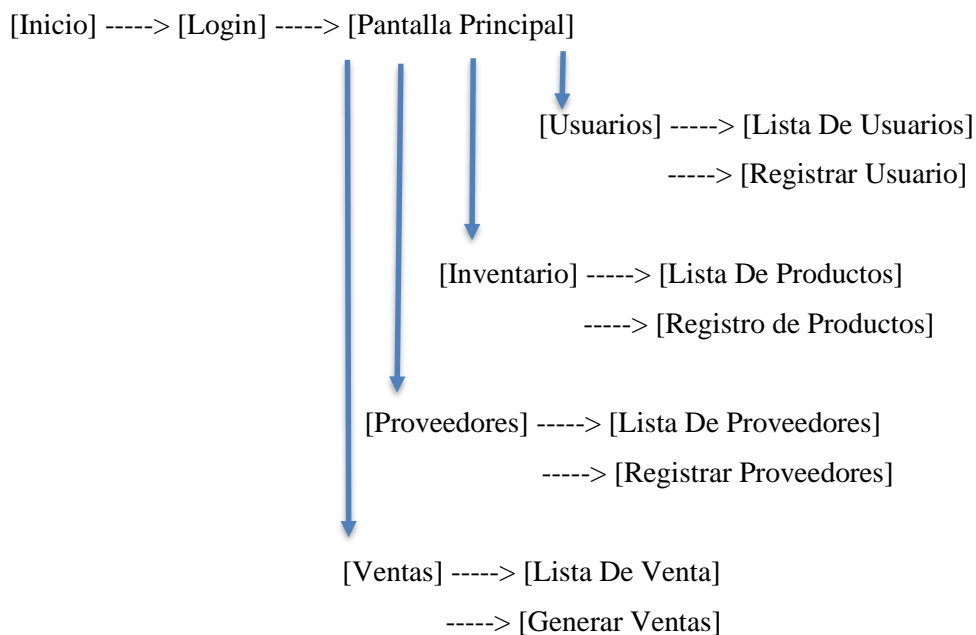 [Inicio] -----> [Login] -----> [Pantalla Principal]
[Usuarios] -----> [Lista De Usuarios]
-----> [Registrar Usuario]
[Inventario] -----> [Lista De Productos]
-----> [Registro de Productos]
[Proveedores] -----> [Lista De Proveedores]
-----> [Registrar Proveedores]
[Ventas] -----> [Lista De Venta]
-----> [Generar Ventas]